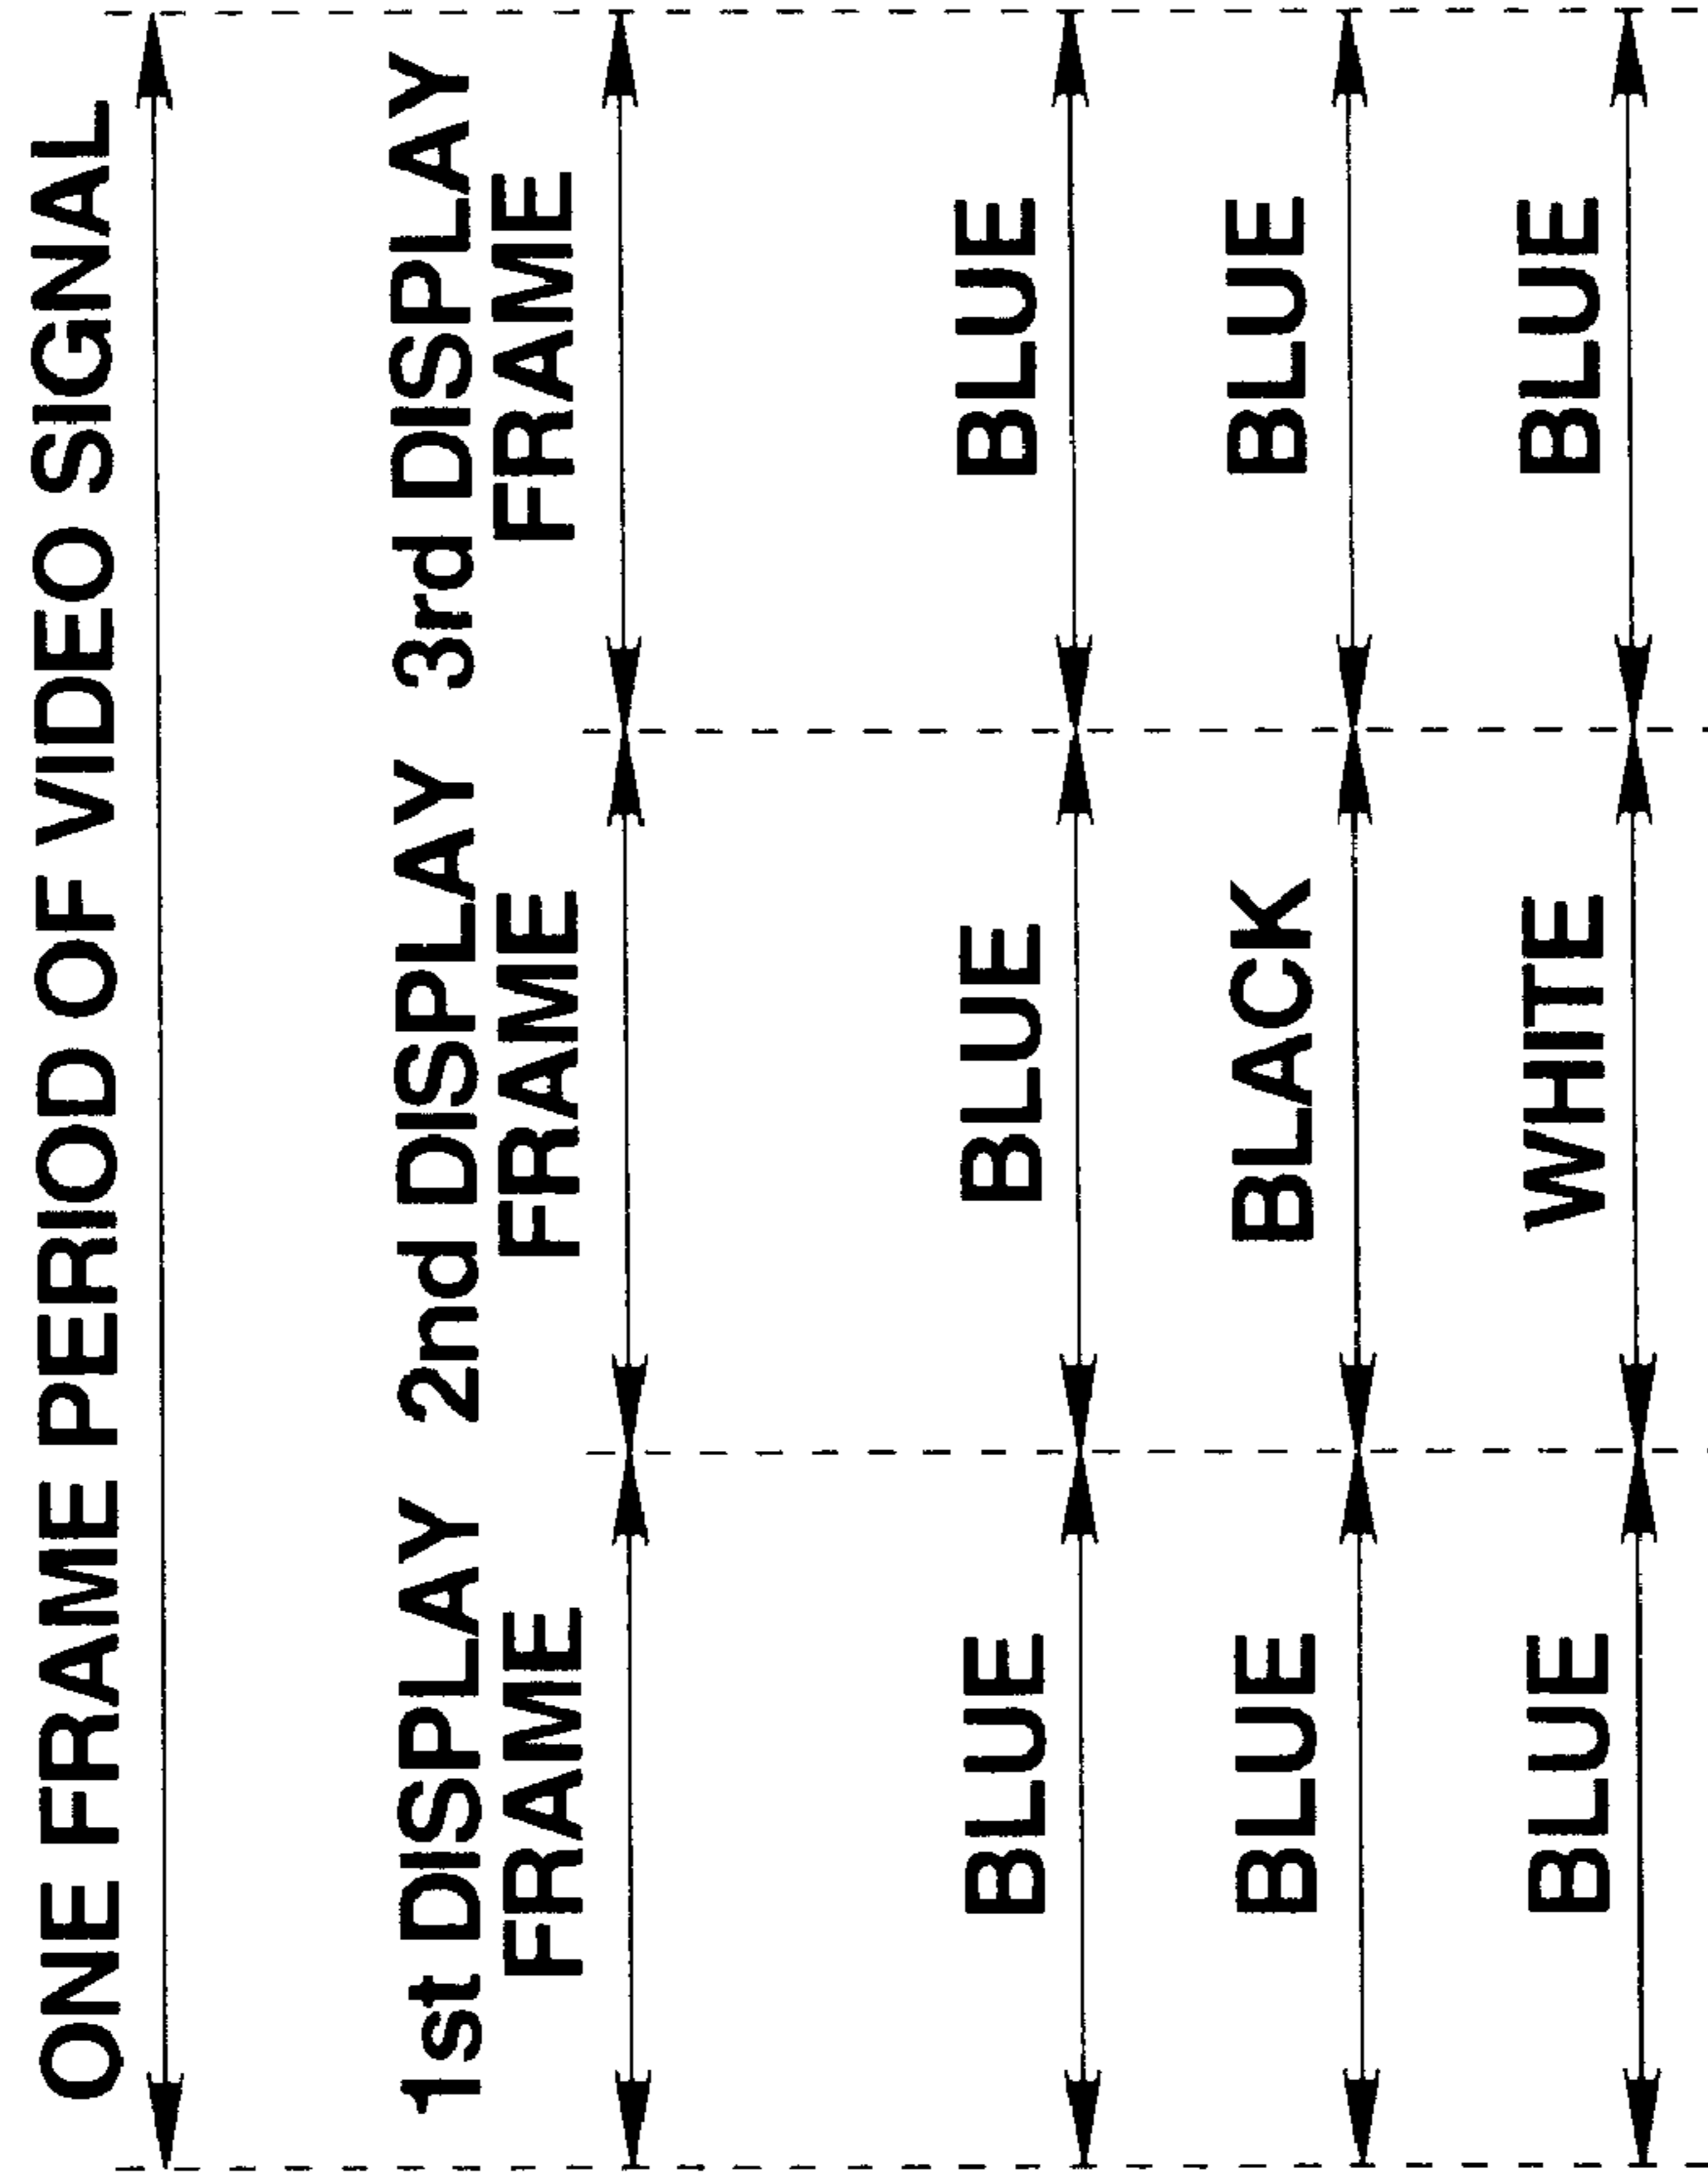 ONE FRAME PERIOD OF VIDEO SIGNAL
1st DISPLAY FRAME
2nd DISPLAY FRAME
3rd DISPLAY FRAME
BLUE BLUE BLUE
BLUE BLACK BLUE
BLUE WHITE BLUE